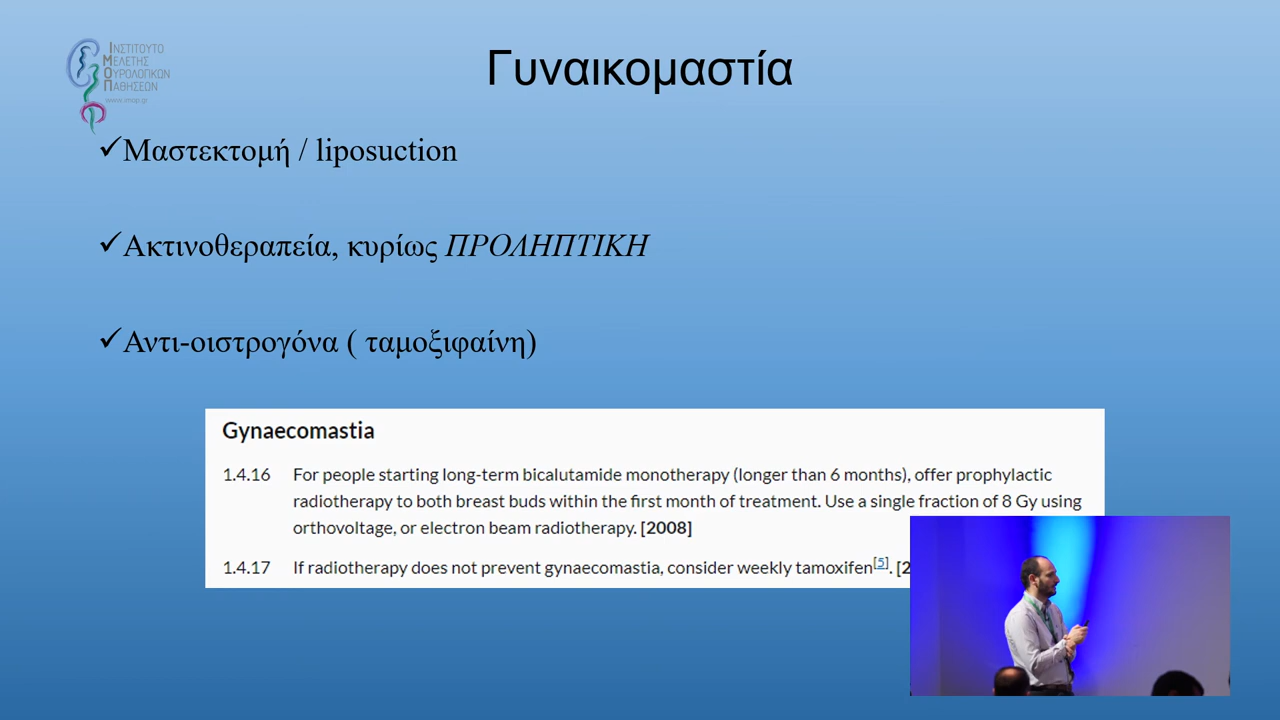 ΙΝΣΤΙΤΟΥΤΟ
ΜΕΛΕΤΗΣ
ΟΥΡΟΛΟΓΙΚΩΝ
ΠΑΘΗΣΕΩΝ
www.imop.gr
Γυναικομαστία
✓Μαστεκτομή / liposuction
✓Ακτινοθεραπεία, κυρίως ΠΡΟΛΗΠΤΙΚΗ
✓Αντι-οιστρογόνα ( ταμοξιφαίνη)
Gynaecomastia
1.4.16 For people starting long-term bicalutamide monotherapy (longer than 6 months), offer prophylactic
radiotherapy to both breast buds within the first month of treatment. Use a single fraction of 8 Gy using
orthovoltage, or electron beam radiotherapy. [2008]
1.4.17 If radiotherapy does not prevent gynaecomastia, consider weekly tamoxifen[5]. [2